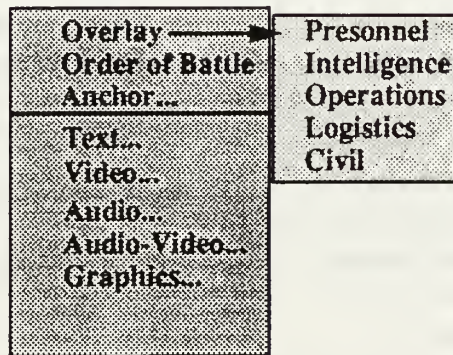 Overlay
Order of Battle
Anchor...
Text...
Video...
Audio...
Audio-Video...
Graphics...
Presonnel
Intelligence
Operations
Logistics
Civil